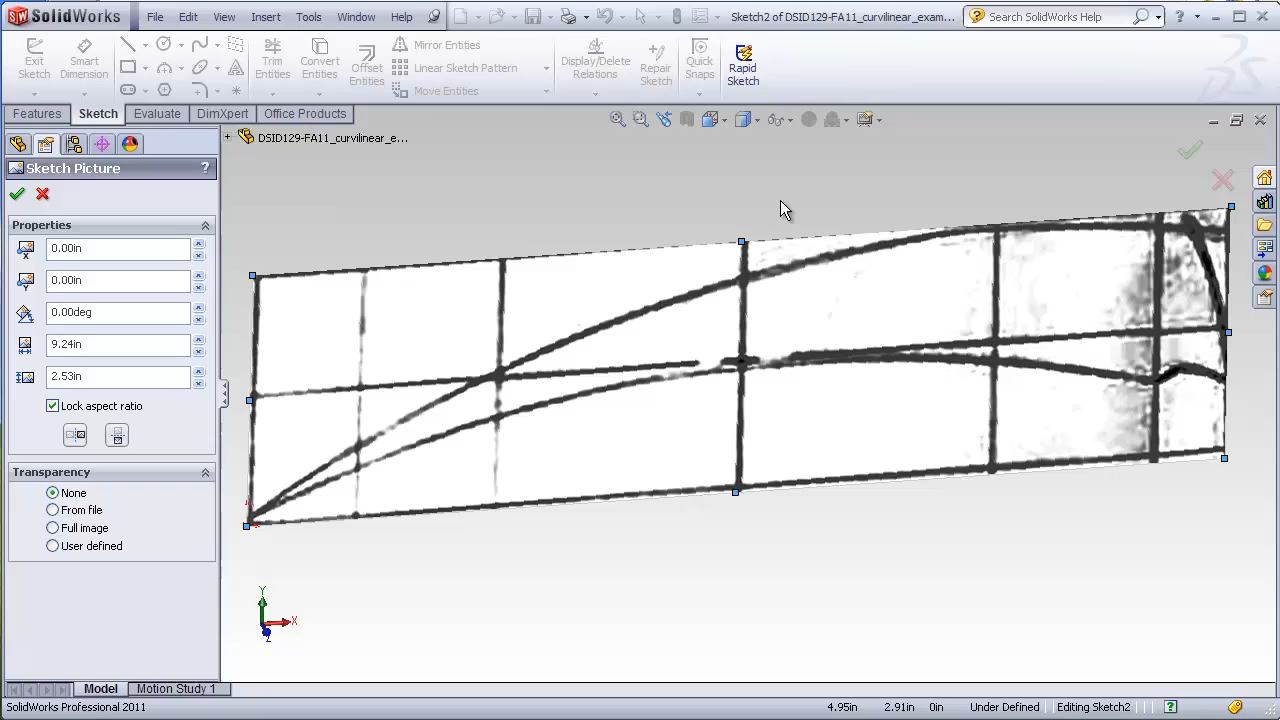 SolidWorks File Edit View Insert Tools Window Help Sketch2 of DSID129-FA11_curvilinear_exam... Search SolidWorks Help ?
Exit Sketch
Smart Dimension
Trim Entities
Convert Entities
Offset Entities
Mirror Entities
Linear Sketch Pattern
Move Entities
Display/Delete Relations
Repair Sketch
Quick Snaps
Rapid Sketch
Features Sketch Evaluate DimXpert Office Products
DSID129-FA11_curvilinear_e...
Sketch Picture ?
Properties
0.00in
0.00in
0.00deg
9.24in
2.53in
Lock aspect ratio
Transparency
None
From file
Full image
User defined
Y
X
Z
Model Motion Study 1
SolidWorks Professional 2011 4.95in 2.91in 0in Under Defined Editing Sketch2 ?